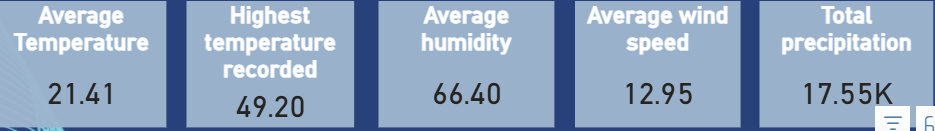 Average
Temperature
21.41
Highest
temperature
recorded
49.20
Average
humidity
66.40
Average wind
speed
12.95
Total
precipitation
17.55K